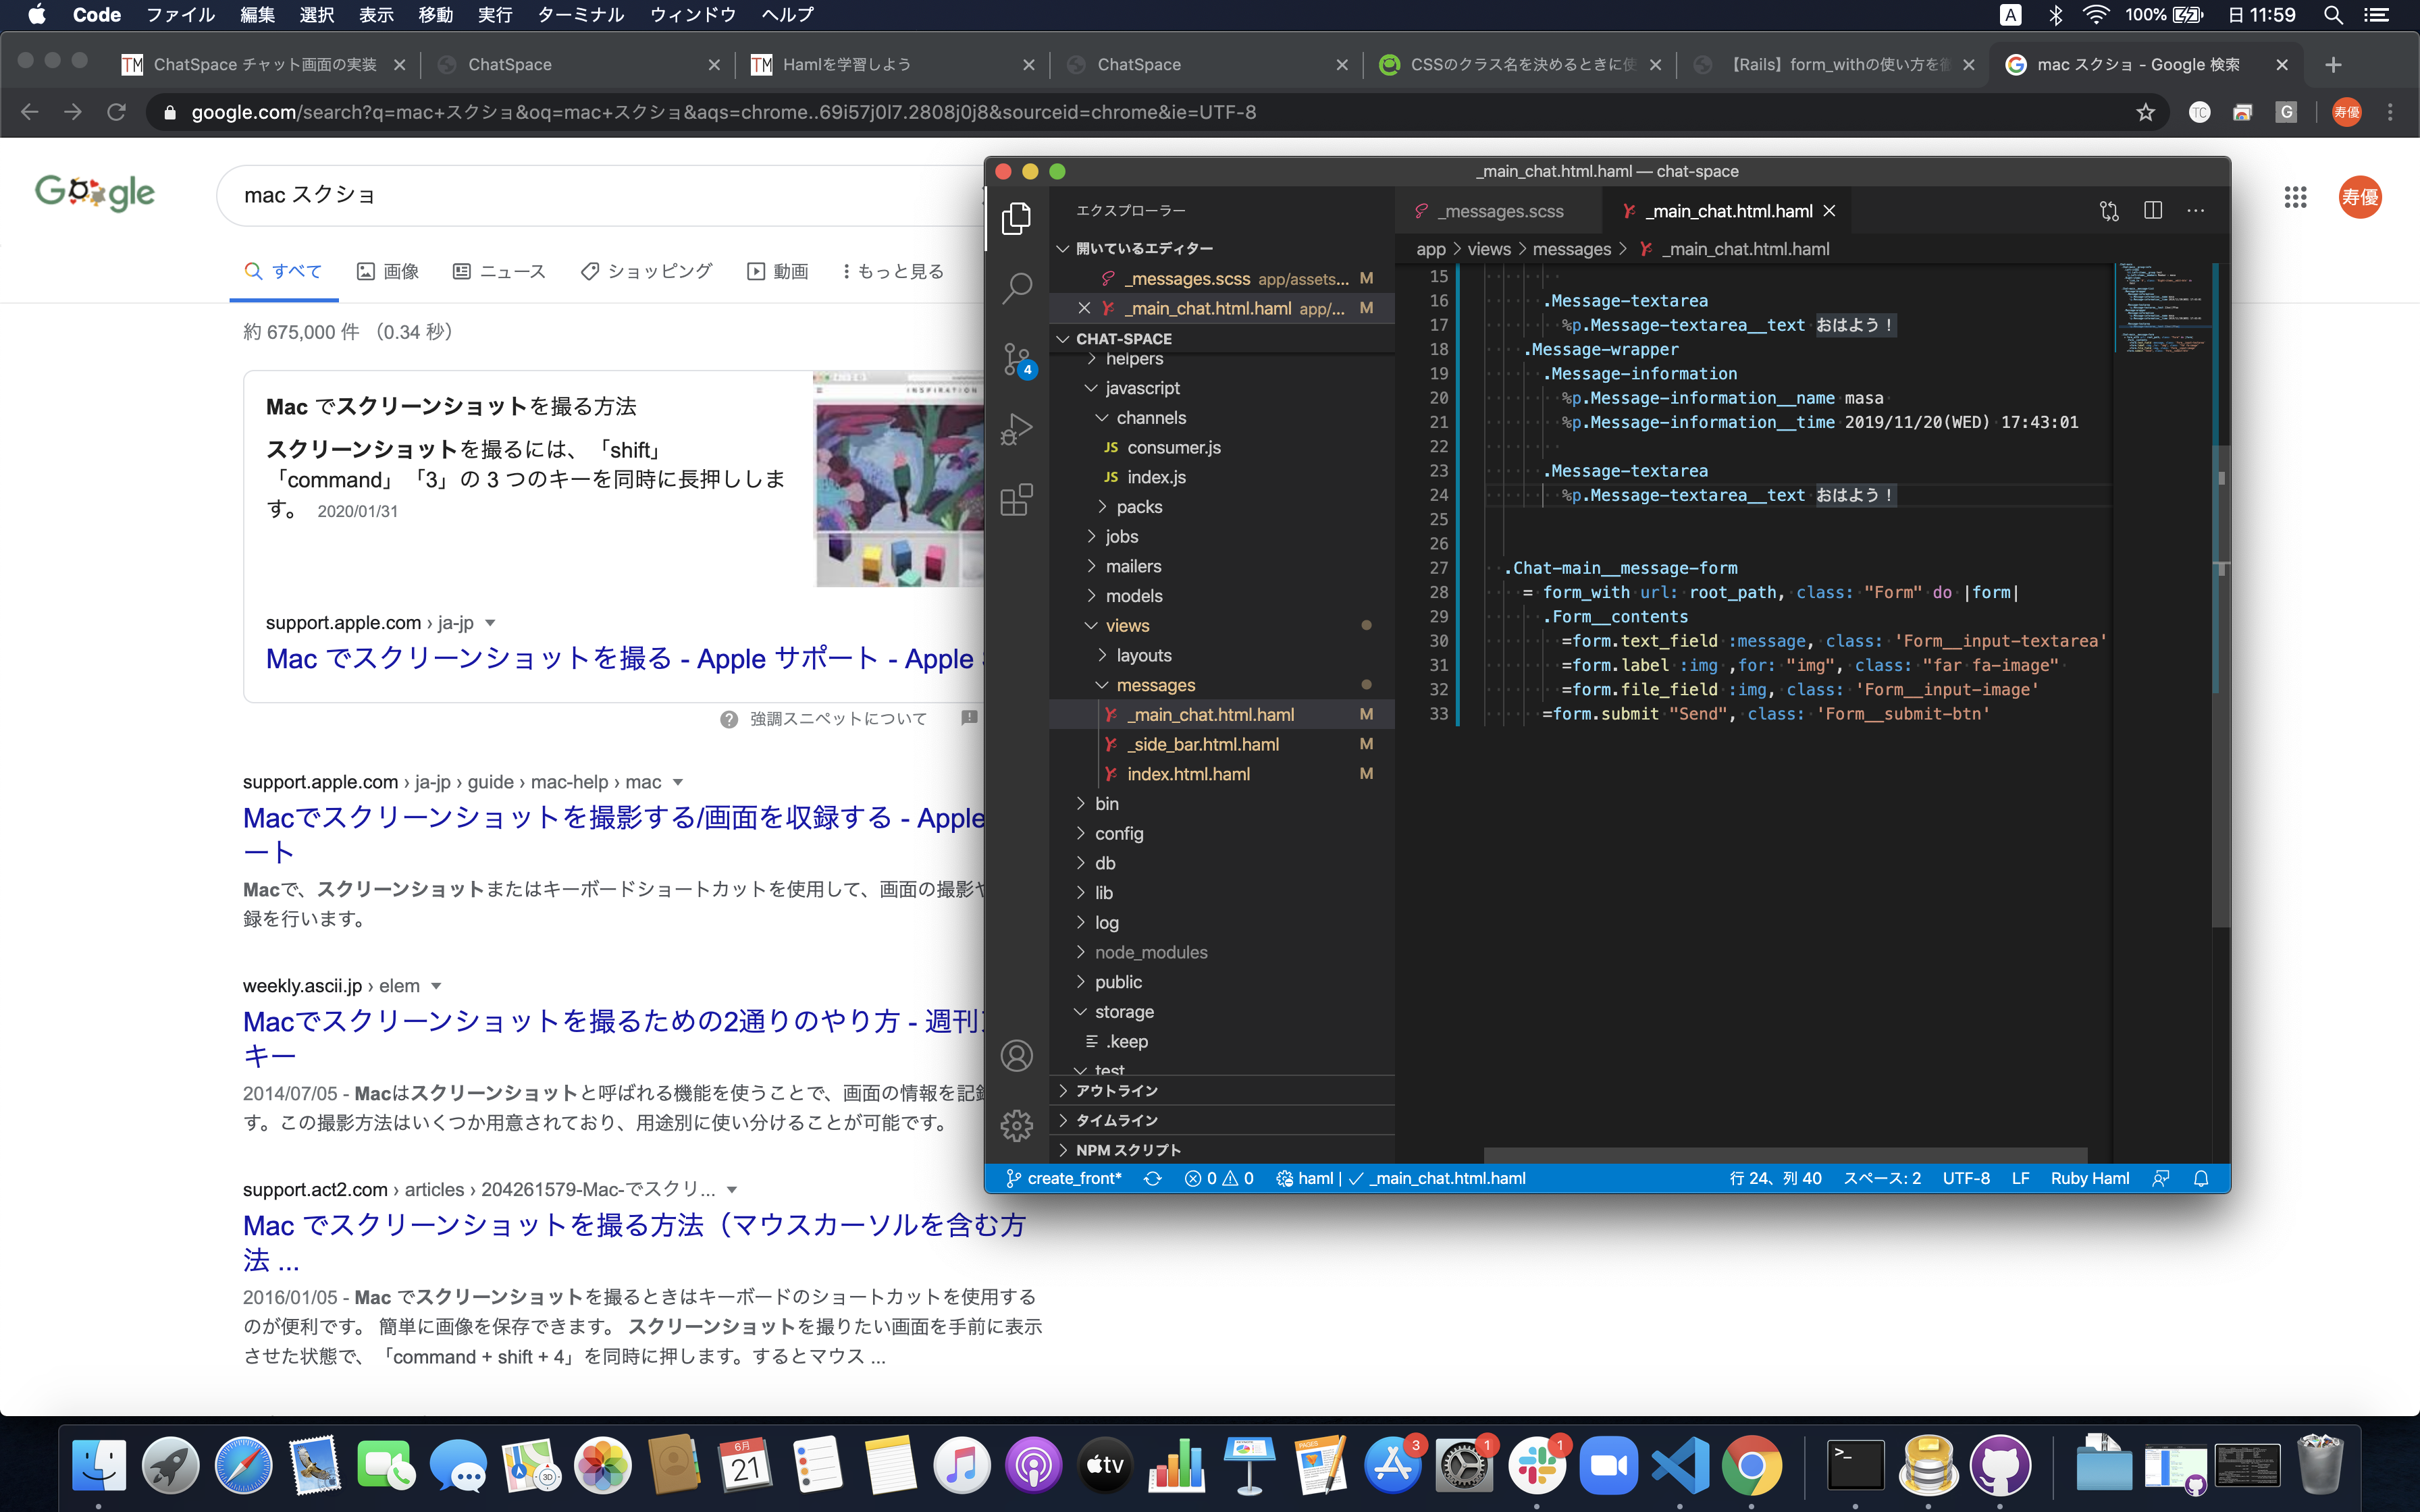 Code ファイル 編集 選択 表示 移動 実行 ターミナル ウィンドウ ヘルプ
A 100% 日 11:59
TM ChatSpace チャット画面の実装
ChatSpace
TM Hamlを学習しよう
ChatSpace
CSSのクラス名を決めるときに使
【Rails】form_withの使い方を
mac スクショ - Google 検索
google.com/search?q=mac+スクショ&oq=mac+スクショ&aqs=chrome..69i57j0l7.2808j0j8&sourceid=chrome&ie=UTF-8
TC G 寿優
Google
mac スクショ
寿優
すべて 画像 ニュース ショッピング 動画 もっと見る
約 675,000 件 (0.34 秒)
Mac でスクリーンショットを撮る方法
スクリーンショットを撮るには、「shift」
「command」「3」の 3 つのキーを同時に長押ししま
す。 2020/01/31
INSPIRATION
support.apple.com › ja-jp
Mac でスクリーンショットを撮る - Apple サポート - Apple
強調スニペットについて
support.apple.com › ja-jp › guide › mac-help › mac
Macでスクリーンショットを撮影する/画面を収録する - Apple
ート
Macで、スクリーンショットまたはキーボードショートカットを使用して、画面の撮影や
録を行います。
weekly.ascii.jp › elem
Macでスクリーンショットを撮るための2通りのやり方 - 週刊
キー
2014/07/05 - Macはスクリーンショットと呼ばれる機能を使うことで、画面の情報を記録
す。この撮影方法はいくつか用意されており、用途別に使い分けることが可能です。
support.act2.com › articles › 204261579-Mac-でスクリ...
Mac でスクリーンショットを撮る方法（マウスカーソルを含む方
法 ...
2016/01/05 - Mac でスクリーンショットを撮るときはキーボードのショートカットを使用する
のが便利です。 簡単に画像を保存できます。 スクリーンショットを撮りたい画面を手前に表示
させた状態で、「command + shift + 4」を同時に押します。するとマウス ...
_main_chat.html.haml — chat-space
エクスプローラー
開いているエディター
_messages.scss app/assets... M
_main_chat.html.haml app/... M
CHAT-SPACE
helpers
javascript
channels
JS consumer.js
JS index.js
packs
jobs
mailers
models
views
layouts
messages
_main_chat.html.haml M
_side_bar.html.haml M
index.html.haml M
bin
config
db
lib
log
node_modules
public
storage
.keep
test
アウトライン
タイムライン
NPM スクリプト
4
_messages.scss
_main_chat.html.haml
app > views > messages > _main_chat.html.haml
15
16 .Message-textarea
17 %p.Message-textarea__text おはよう！
18 .Message-wrapper
19 .Message-information
20 %p.Message-information__name masa
21 %p.Message-information__time 2019/11/20(WED) 17:43:01
22
23 .Message-textarea
24 %p.Message-textarea__text おはよう！
25
26
27 .Chat-main__message-form
28 = form_with url: root_path, class: "Form" do |form|
29 .Form__contents
30 =form.text_field :message, class: 'Form__input-textarea'
31 =form.label :img ,for: "img", class: "far fa-image"
32 =form.file_field :img, class: 'Form__input-image'
33 =form.submit "Send", class: 'Form__submit-btn'
create_front* 0 0 haml | ✓ _main_chat.html.haml
行 24、列 40 スペース: 2 UTF-8 LF Ruby Haml
3D
6月
21
tv
PAGES
3
1
1
>_